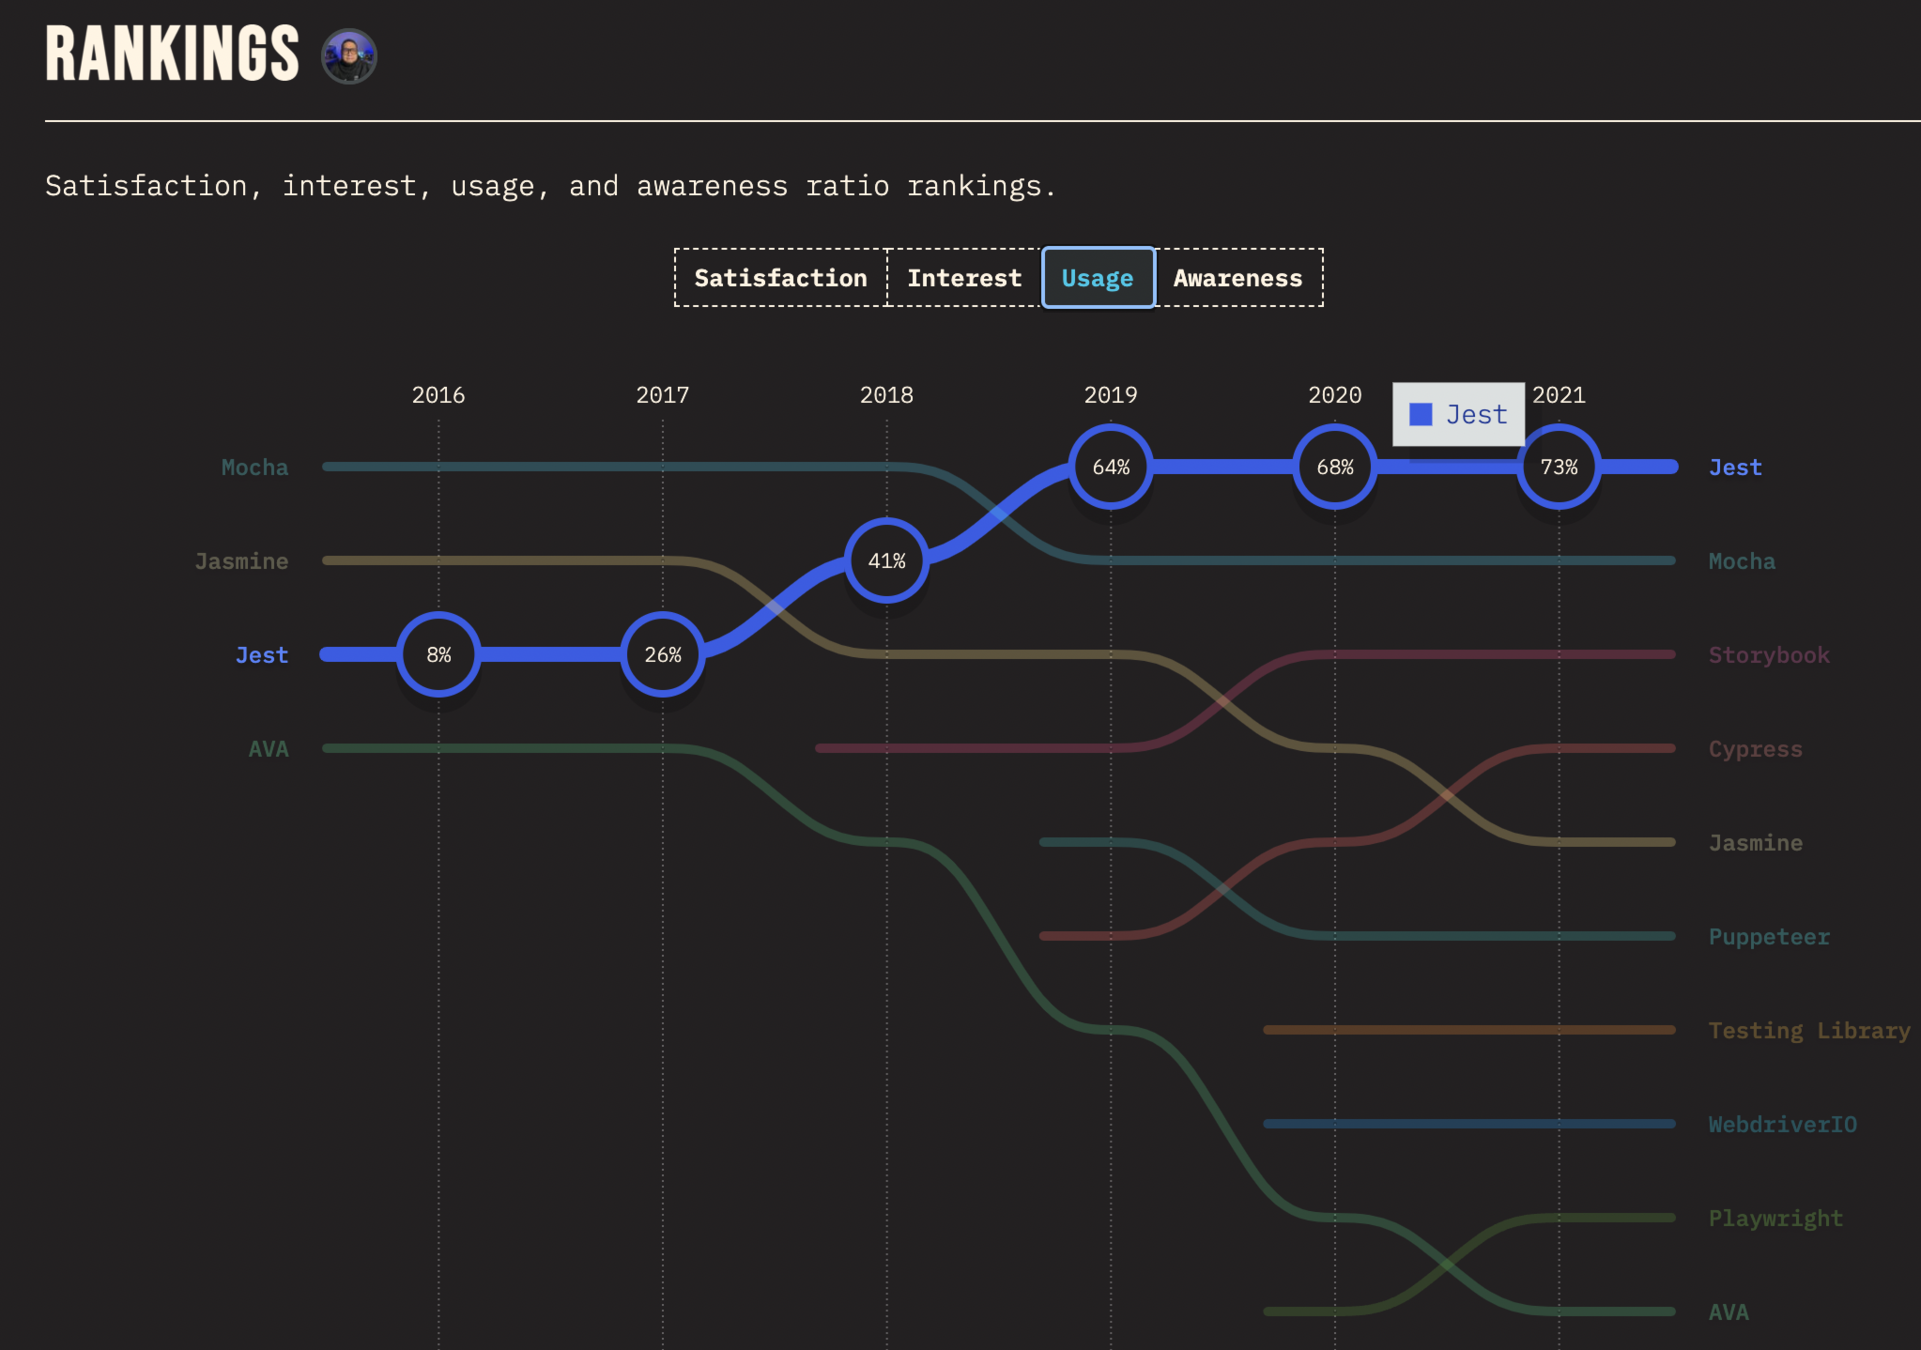 RANKINGS
Satisfaction, interest, usage, and awareness ratio rankings.
Satisfaction Interest Usage Awareness
2016 2017 2018 2019 2020 2021
Jest
Mocha 64% 68% 73% Jest
Jasmine 41% Mocha
Jest 8% 26% Storybook
AVA Cypress
Jasmine
Puppeteer
Testing Library
WebdriverIO
Playwright
AVA